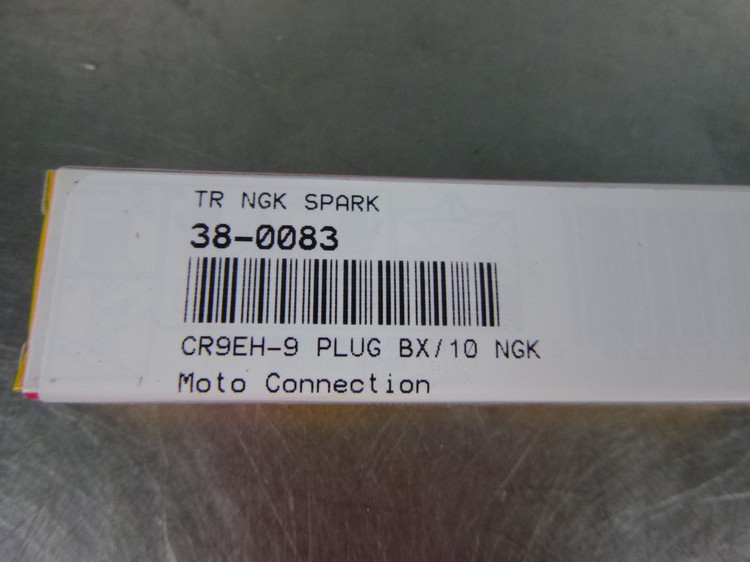 TR NGK SPARK
38-0083
CR9EH-9 PLUG BX/10 NGK
Moto Connection